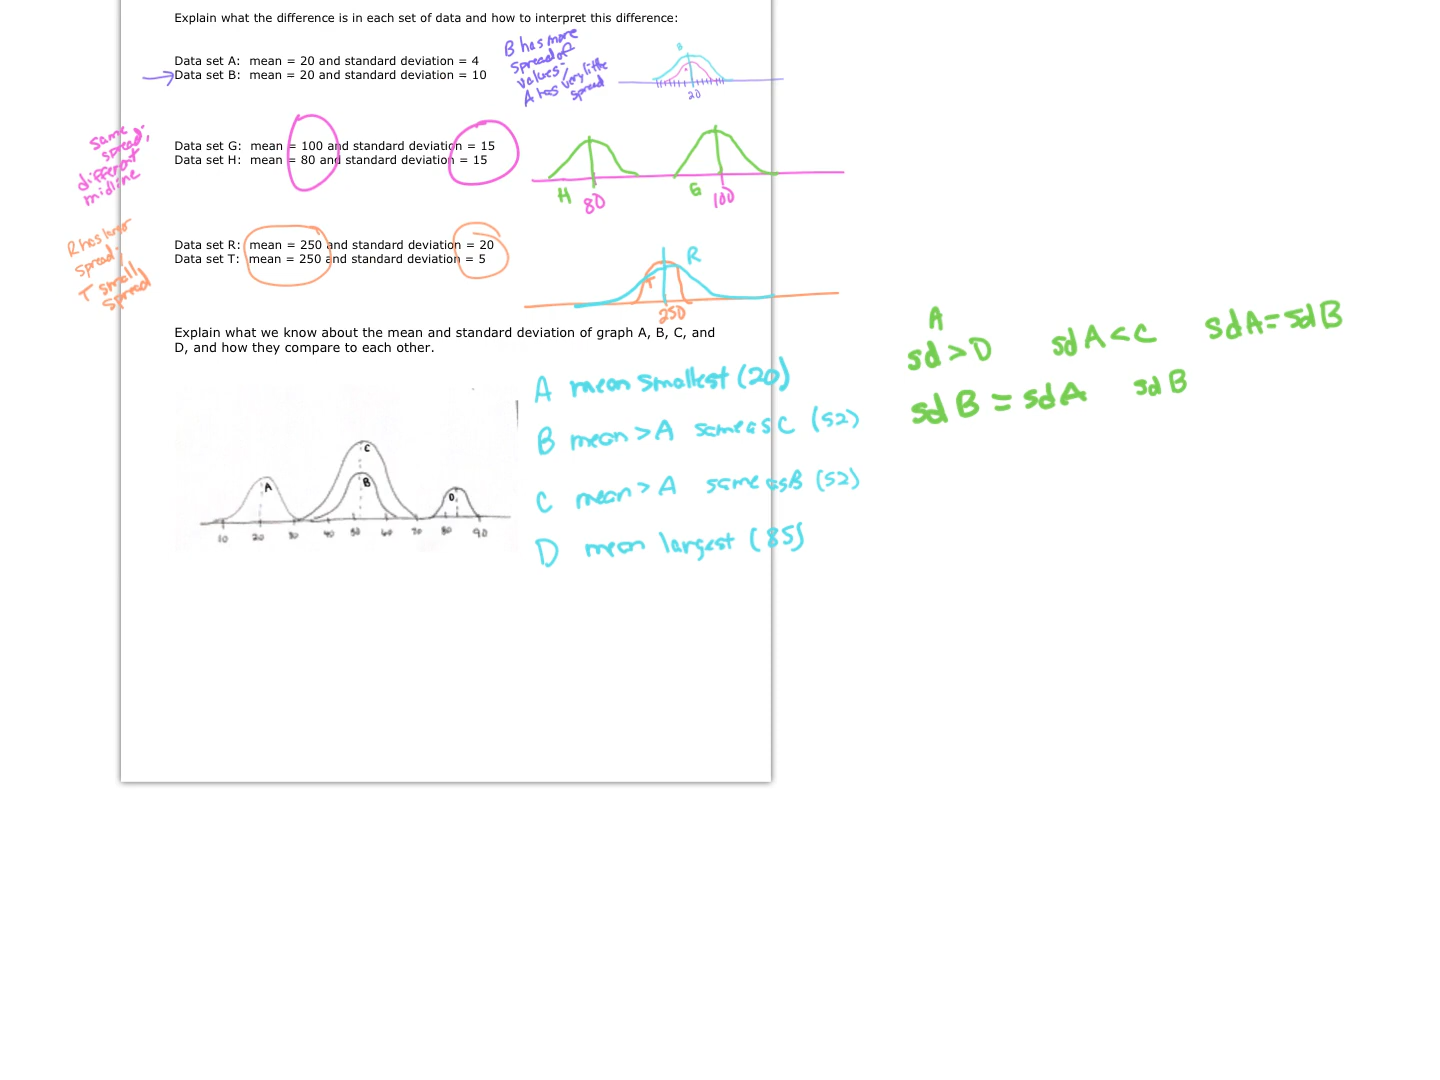 Explain what the difference is in each set of data and how to interpret this difference:
Data set A: mean = 20 and standard deviation = 4
Data set B: mean = 20 and standard deviation = 10
B has more
spread of
values;
A has very little
spread
20
same
spread;
different
midline
Data set G: mean = 100 and standard deviation = 15
Data set H: mean = 80 and standard deviation = 15
H
80
G
100
R has larger
spread;
T small
spread
Data set R: mean = 250 and standard deviation = 20
Data set T: mean = 250 and standard deviation = 5
T
R
250
Explain what we know about the mean and standard deviation of graph A, B, C, and
D, and how they compare to each other.
A
B
C
D
10 20 30 40 50 60 70 80 90
A mean smallest (20)
B mean > A same as C (52)
C mean > A same as B (52)
D mean largest (85)
A
sd > D sd A < C sd A = sd B
sd B = sd A sd B